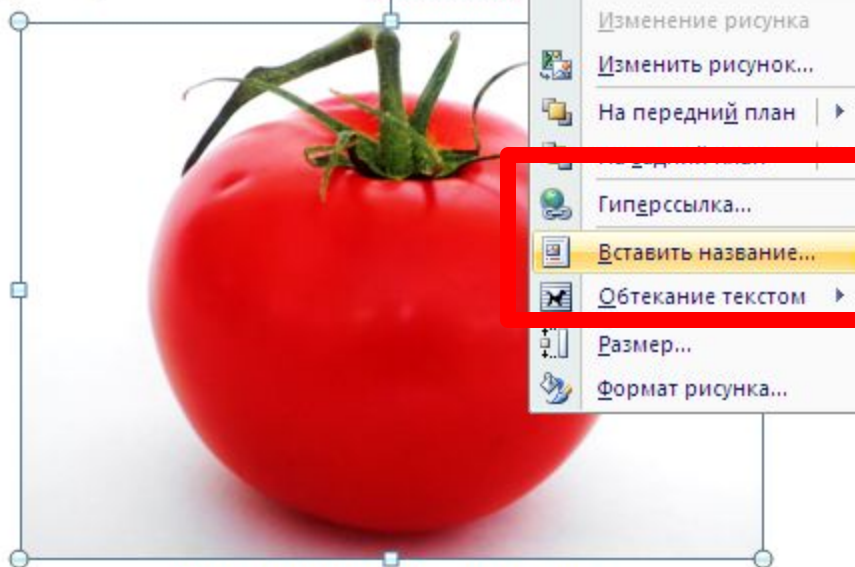 Изменение рисунка
Изменить рисунок...
На передний план
Гиперссылка...
Вставить название...
Обтекание текстом
Размер...
Формат рисунка...